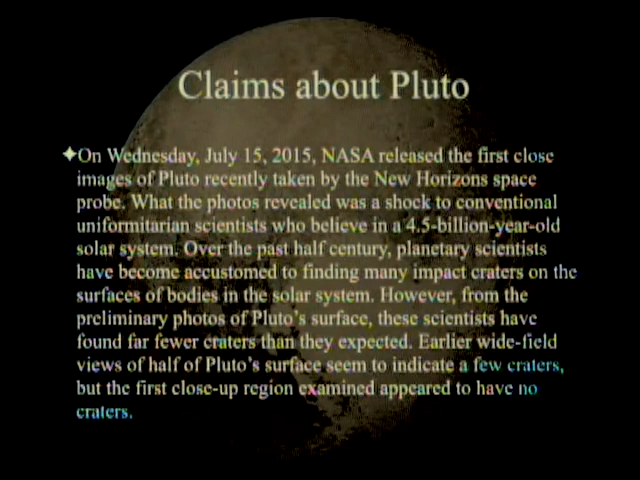 Claims about Pluto
✦On Wednesday, July 15, 2015, NASA released the first close
images of Pluto recently taken by the New Horizons space
probe. What the photos revealed was a shock to conventional
uniformitarian scientists who believe in a 4.5-billion-year-old
solar system. Over the past half century, planetary scientists
have become accustomed to finding many impact craters on the
surfaces of bodies in the solar system. However, from the
preliminary photos of Pluto's surface, these scientists have
found far fewer craters than they expected. Earlier wide-field
views of half of Pluto's surface seem to indicate a few craters,
but the first close-up region examined appeared to have no
craters.